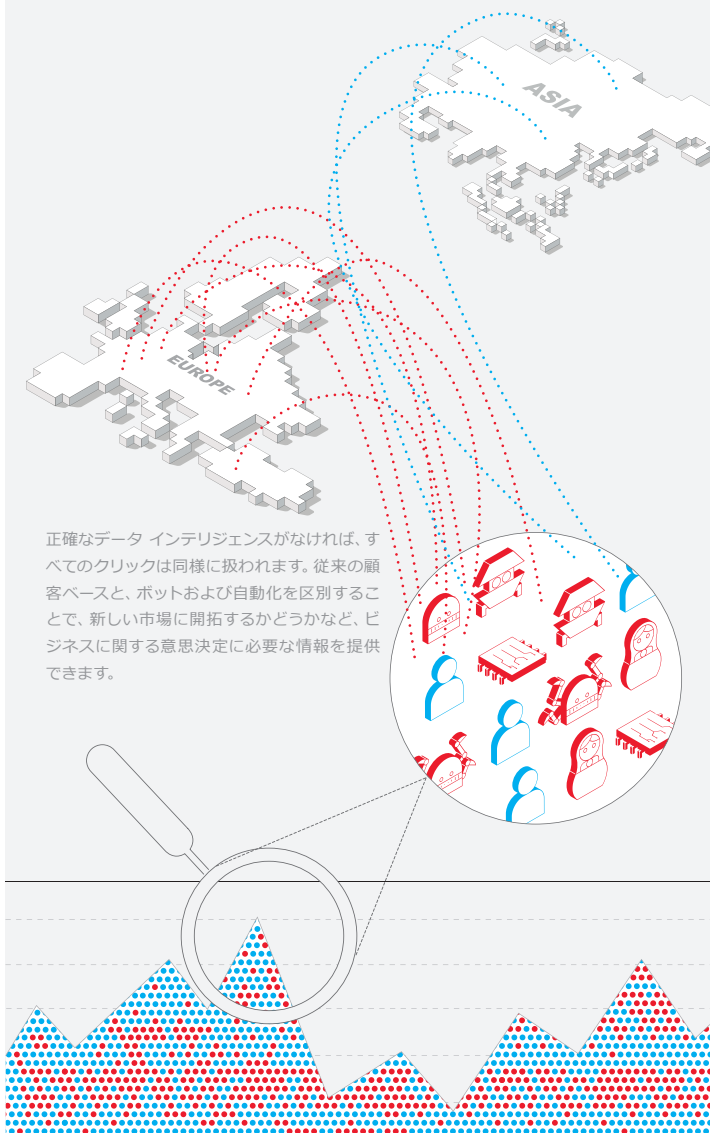 ASIA
EUROPE
正確なデータ インテリジェンスがなければ、す
べてのクリックは同様に扱われます。従来の顧
客ベースと、ボットおよび自動化を区別するこ
とで、新しい市場に開拓するかどうかなど、ビ
ジネスに関する意思決定に必要な情報を提供
できます。